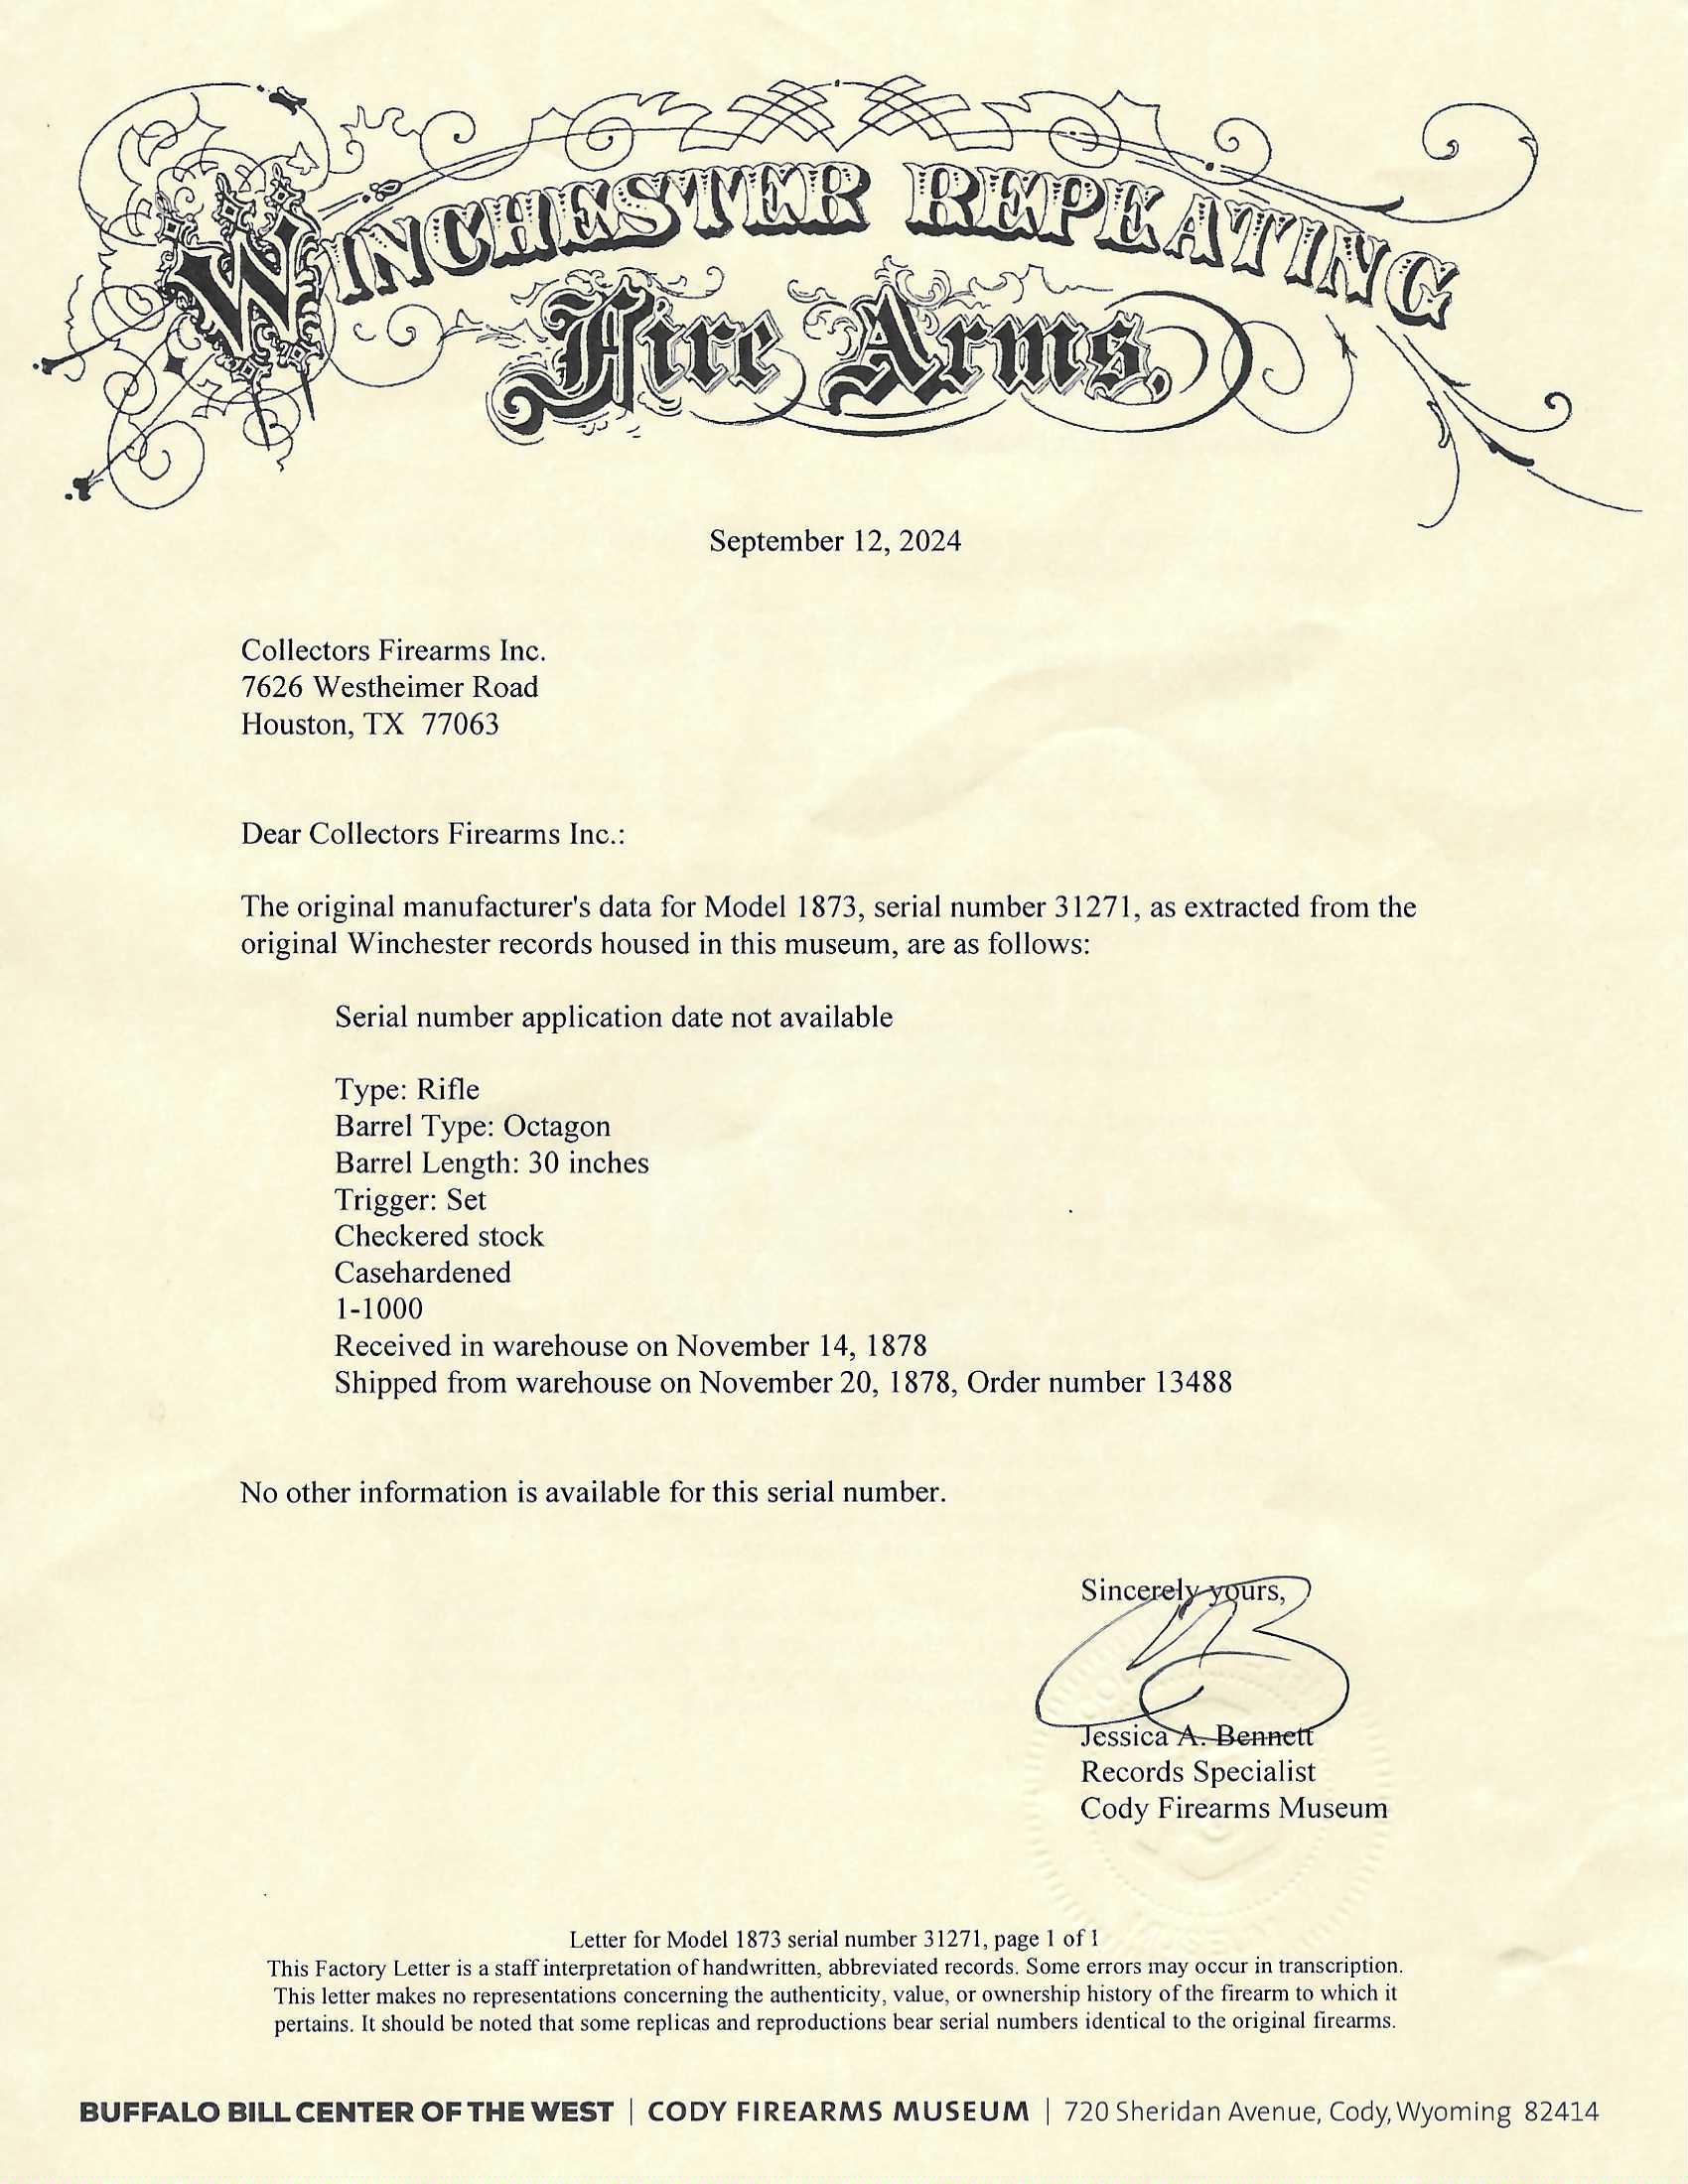 WINCHESTER REPEATING
Fire Arms,
September 12, 2024
Collectors Firearms Inc.
7626 Westheimer Road
Houston, TX  77063
Dear Collectors Firearms Inc.:
The original manufacturer's data for Model 1873, serial number 31271, as extracted from the
original Winchester records housed in this museum, are as follows:
Serial number application date not available
Type: Rifle
Barrel Type: Octagon
Barrel Length: 30 inches
Trigger: Set
Checkered stock
Casehardened
1-1000
Received in warehouse on November 14, 1878
Shipped from warehouse on November 20, 1878, Order number 13488
No other information is available for this serial number.
Sincerely yours,
Jessica A. Bennett
Records Specialist
Cody Firearms Museum
Letter for Model 1873 serial number 31271, page 1 of 1
This Factory Letter is a staff interpretation of handwritten, abbreviated records. Some errors may occur in transcription.
This letter makes no representations concerning the authenticity, value, or ownership history of the firearm to which it
pertains. It should be noted that some replicas and reproductions bear serial numbers identical to the original firearms.
BUFFALO BILL CENTER OF THE WEST | CODY FIREARMS MUSEUM | 720 Sheridan Avenue, Cody, Wyoming 82414